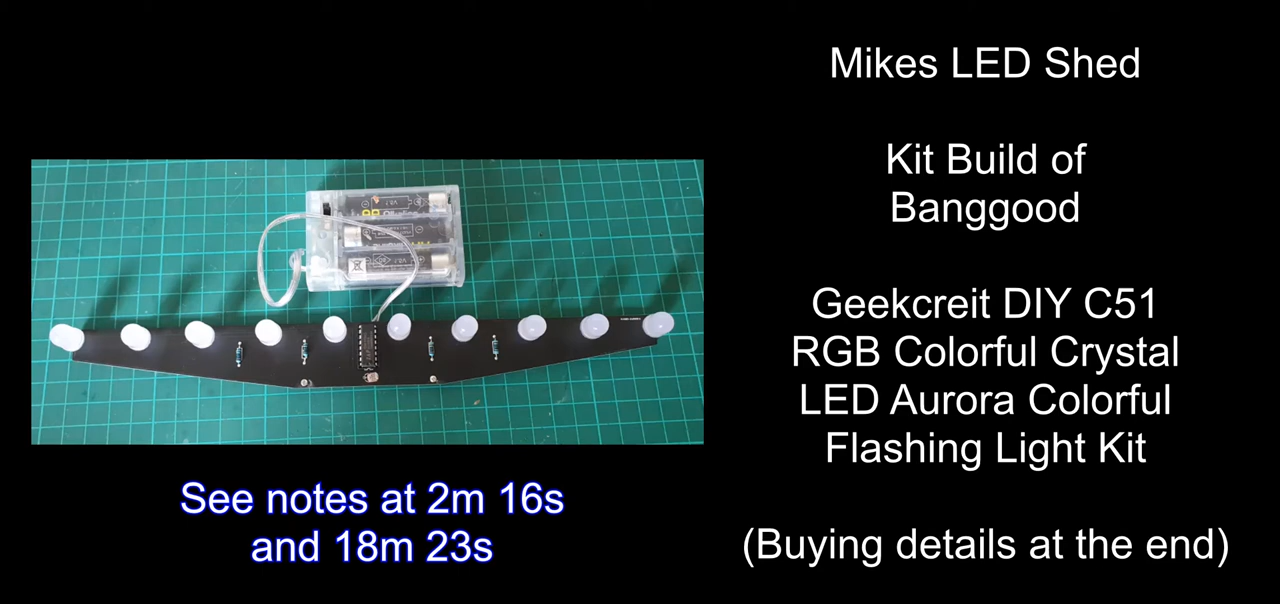 Mikes LED Shed
Kit Build of
Banggood
Geekcreit DIY C51
RGB Colorful Crystal
LED Aurora Colorful
Flashing Light Kit
(Buying details at the end)
See notes at 2m 16s
and 18m 23s